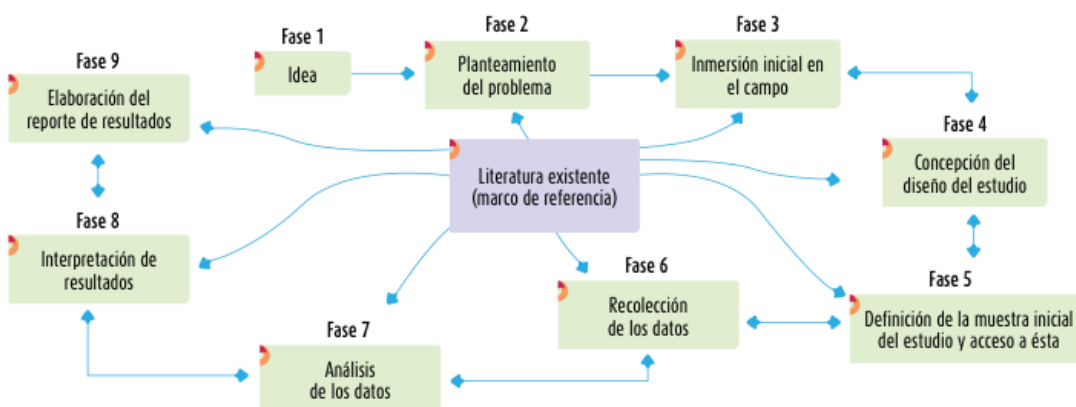 Fase 1
Idea
Fase 2
Planteamiento
del problema
Fase 3
Inmersión inicial en
el campo
Fase 4
Concepción del
diseño del estudio
Fase 5
Definición de la muestra inicial
del estudio y acceso a ésta
Fase 6
Recolección
de los datos
Fase 7
Análisis
de los datos
Fase 8
Interpretación de
resultados
Fase 9
Elaboración del
reporte de resultados
Literatura existente
(marco de referencia)